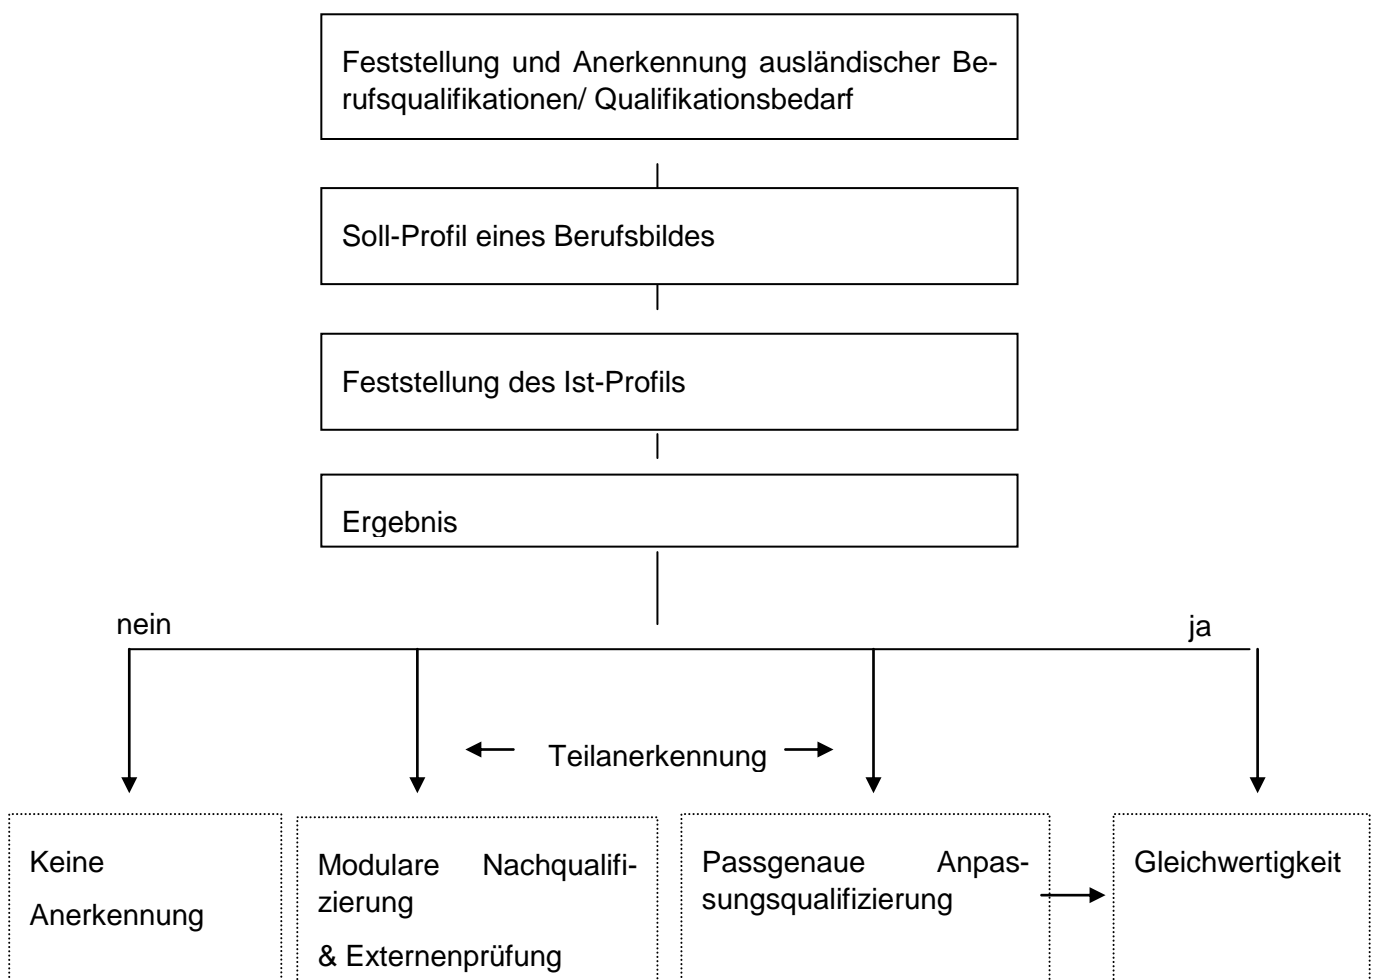 Feststellung und Anerkennung ausländischer Be-
rufsqualifikationen/ Qualifikationsbedarf
Soll-Profil eines Berufsbildes
Feststellung des Ist-Profils
Ergebnis
nein
ja
Teilanerkennung
Keine
Anerkennung
Modulare Nachqualifi-
zierung
& Externenprüfung
Passgenaue Anpas-
sungsqualifizierung
Gleichwertigkeit